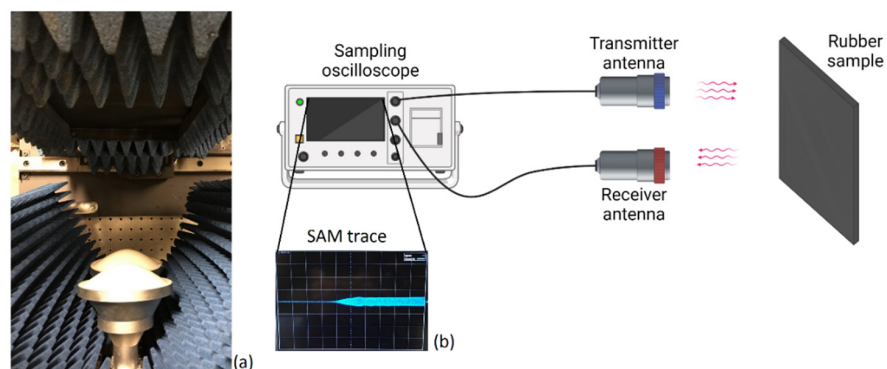 Sampling
oscilloscope
Transmitter
antenna
Rubber
sample
Receiver
antenna
SAM trace
(a)
(b)